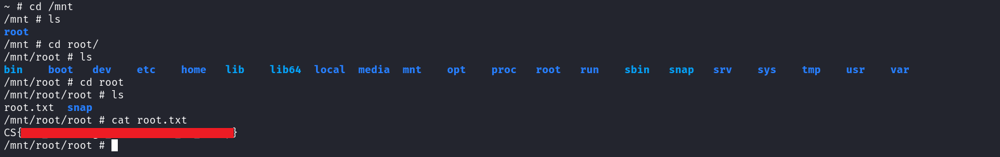 ~ # cd /mnt
/mnt # ls
root
/mnt # cd root/
/mnt/root # ls
bin boot dev etc home lib lib64 local media mnt opt proc root run sbin snap srv sys tmp usr var
/mnt/root # cd root
/mnt/root/root # ls
root.txt snap
/mnt/root/root # cat root.txt
CS{ }
/mnt/root/root #